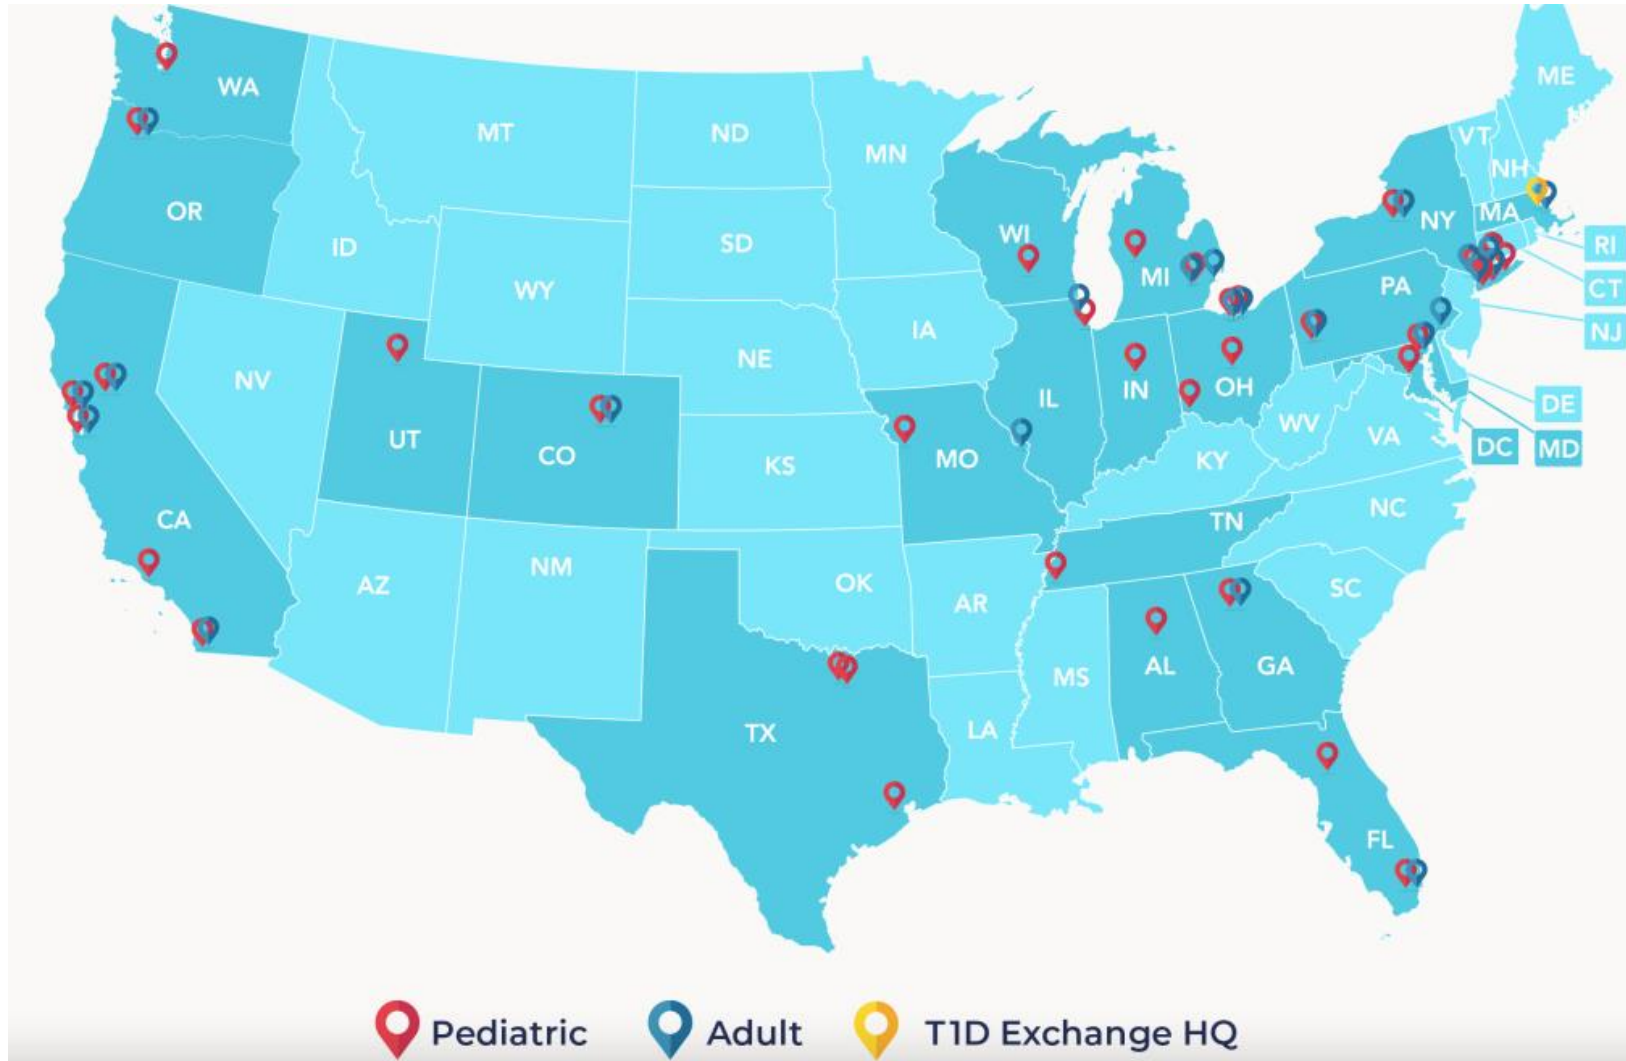 WA
ME
MT
ND
MN
VT
NH
OR
ID
SD
WI
MI
NY
MA
RI
WY
IA
PA
CT
NJ
NV
NE
UT
CO
KS
MO
IL
IN
OH
WV
VA
KY
DE
DC
MD
CA
AZ
NM
OK
AR
TN
NC
SC
TX
LA
MS
AL
GA
FL
Pediatric
Adult
T1D Exchange HQ